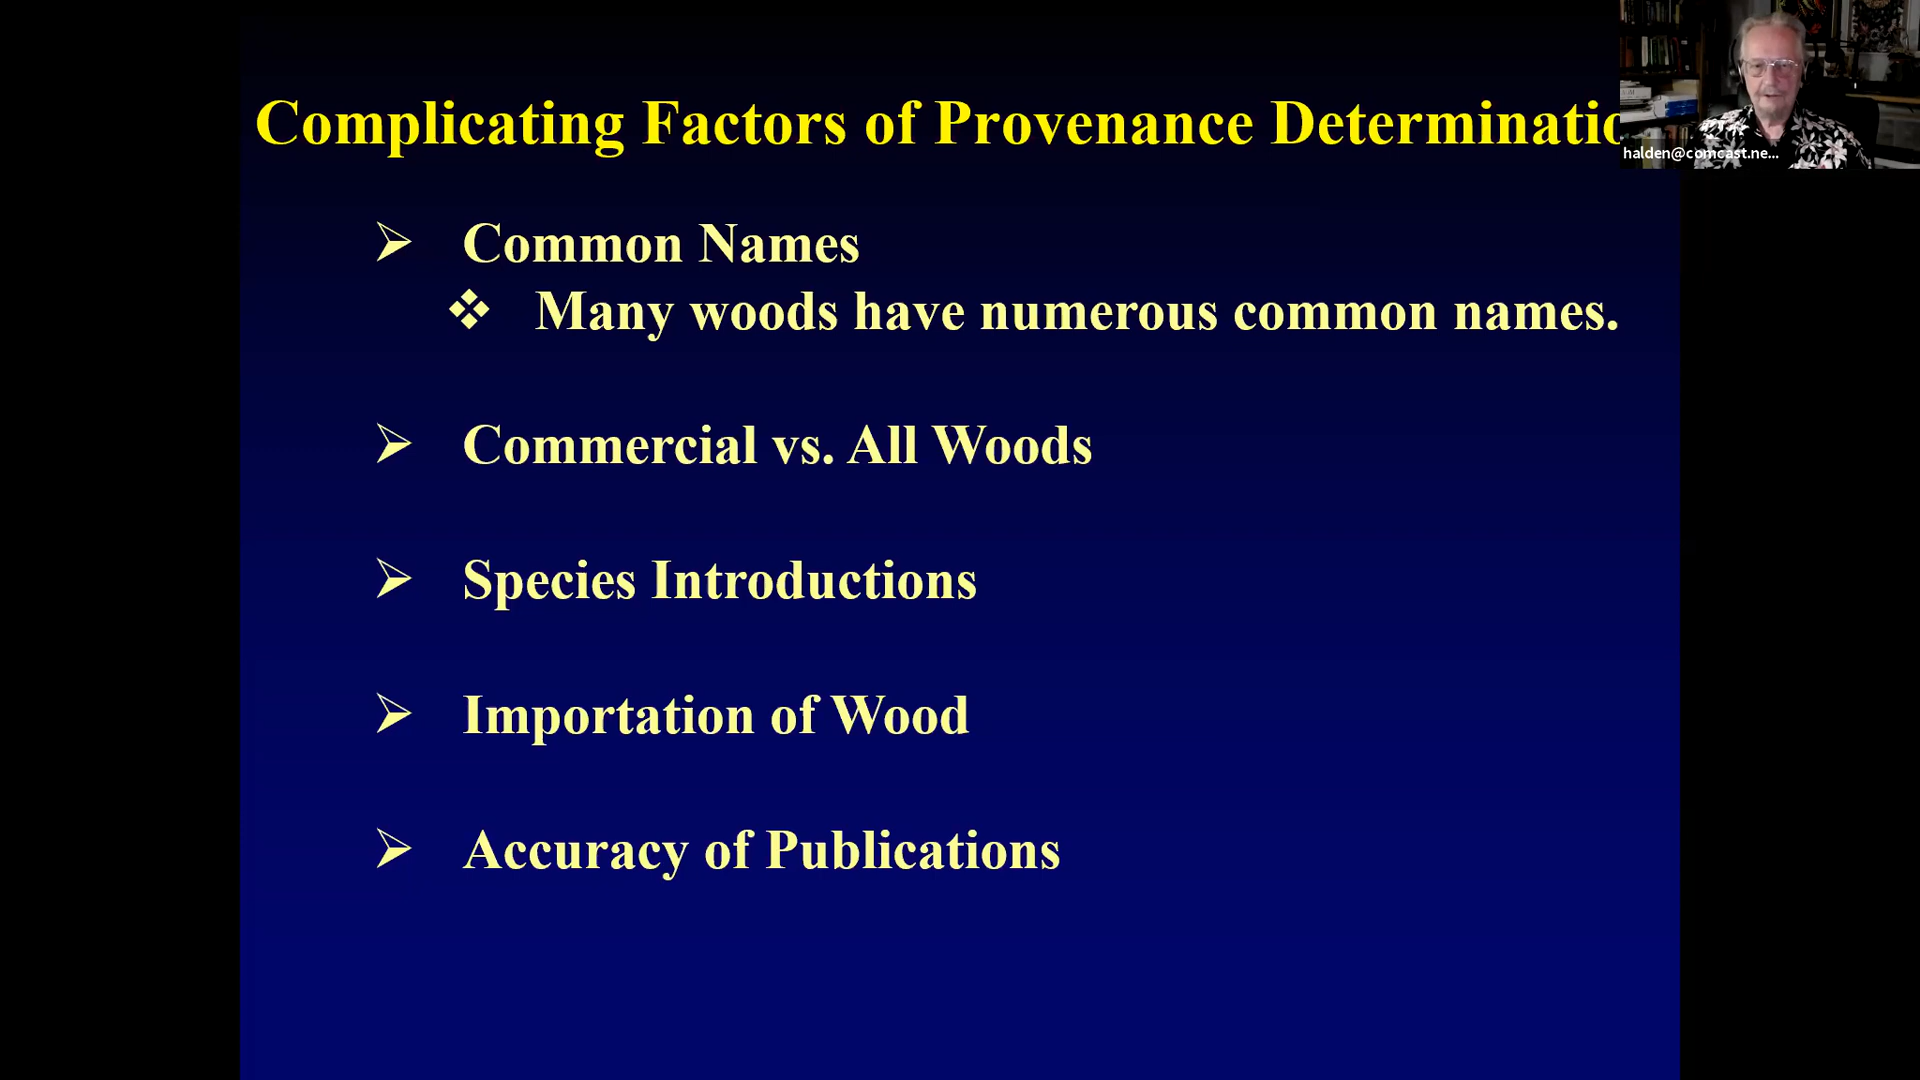 Complicating Factors of Provenance Determinatio
halden@comcast.ne...
➢ Common Names
❖ Many woods have numerous common names.
➢ Commercial vs. All Woods
➢ Species Introductions
➢ Importation of Wood
➢ Accuracy of Publications